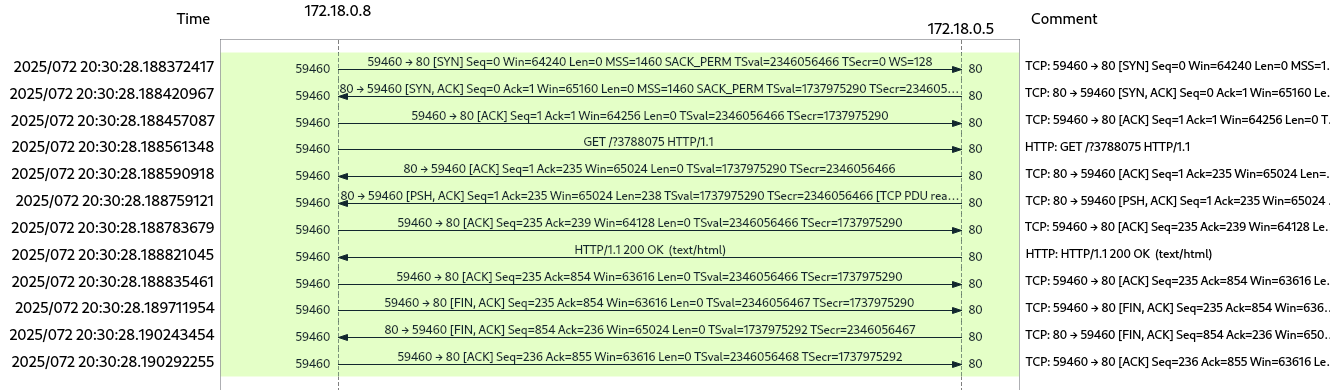 172.18.0.8
Time
Comment
172.18.0.5
2025/072 20:30:28.188372417 59460 59460 → 80 [SYN] Seq=0 Win=64240 Len=0 MSS=1460 SACK_PERM TSval=2346056466 TSecr=0 WS=128 80 TCP: 59460 → 80 [SYN] Seq=0 Win=64240 Len=0 MSS=1.
2025/072 20:30:28.188420967 59460 80 → 59460 [SYN, ACK] Seq=0 Ack=1 Win=65160 Len=0 MSS=1460 SACK_PERM TSval=1737975290 TSecr=234605… 80 TCP: 80 → 59460 [SYN, ACK] Seq=0 Ack=1 Win=65160 Le.
2025/072 20:30:28.188457087 59460 59460 → 80 [ACK] Seq=1 Ack=1 Win=64256 Len=0 TSval=2346056466 TSecr=1737975290 80 TCP: 59460 → 80 [ACK] Seq=1 Ack=1 Win=64256 Len=0 T.
2025/072 20:30:28.188561348 59460 GET /?3788075 HTTP/1.1 80 HTTP: GET /?3788075 HTTP/1.1
2025/072 20:30:28.188590918 59460 80 → 59460 [ACK] Seq=1 Ack=235 Win=65024 Len=0 TSval=1737975290 TSecr=2346056466 80 TCP: 80 → 59460 [ACK] Seq=1 Ack=235 Win=65024 Len=.
2025/072 20:30:28.188759121 59460 80 → 59460 [PSH, ACK] Seq=1 Ack=235 Win=65024 Len=238 TSval=1737975290 TSecr=2346056466 [TCP PDU rea… 80 TCP: 80 → 59460 [PSH, ACK] Seq=1 Ack=235 Win=65024 .
2025/072 20:30:28.188783679 59460 59460 → 80 [ACK] Seq=235 Ack=239 Win=64128 Len=0 TSval=2346056466 TSecr=1737975290 80 TCP: 59460 → 80 [ACK] Seq=235 Ack=239 Win=64128 Le.
2025/072 20:30:28.188821045 59460 HTTP/1.1 200 OK (text/html) 80 HTTP: HTTP/1.1 200 OK (text/html)
2025/072 20:30:28.188835461 59460 59460 → 80 [ACK] Seq=235 Ack=854 Win=63616 Len=0 TSval=2346056466 TSecr=1737975290 80 TCP: 59460 → 80 [ACK] Seq=235 Ack=854 Win=63616 Le.
2025/072 20:30:28.189711954 59460 59460 → 80 [FIN, ACK] Seq=235 Ack=854 Win=63616 Len=0 TSval=2346056467 TSecr=1737975290 80 TCP: 59460 → 80 [FIN, ACK] Seq=235 Ack=854 Win=636..
2025/072 20:30:28.190243454 59460 80 → 59460 [FIN, ACK] Seq=854 Ack=236 Win=65024 Len=0 TSval=1737975292 TSecr=2346056467 80 TCP: 80 → 59460 [FIN, ACK] Seq=854 Ack=236 Win=650..
2025/072 20:30:28.190292255 59460 59460 → 80 [ACK] Seq=236 Ack=855 Win=63616 Len=0 TSval=2346056468 TSecr=1737975292 80 TCP: 59460 → 80 [ACK] Seq=236 Ack=855 Win=63616 Le.